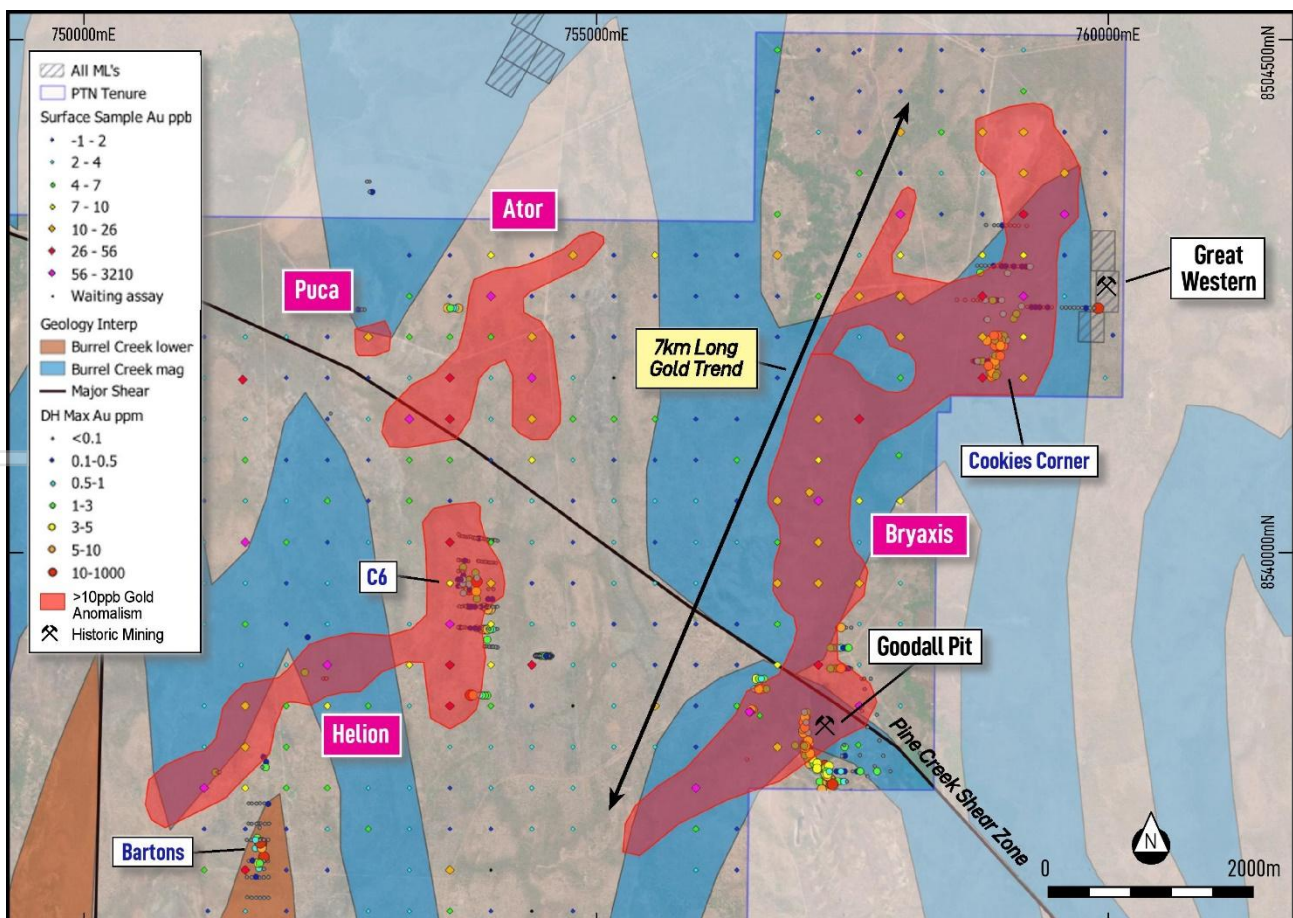 750000mE
755000mE
760000mE
8504500mN
8540000mN
All ML's
PTN Tenure
Surface Sample Au ppb
-1 - 2
2 - 4
4 - 7
7 - 10
10 - 26
26 - 56
56 - 3210
Waiting assay
Geology Interp
Burrel Creek lower
Burrel Creek mag
Major Shear
DH Max Au ppm
<0.1
0.1-0.5
0.5-1
1-3
3-5
5-10
10-1000
>10ppb Gold
Anomalism
Historic Mining
Ator
Puca
Great
Western
7km Long
Gold Trend
Cookies Corner
Bryaxis
C6
Goodall Pit
Helion
Pine Creek Shear Zone
Bartons
N
0
2000m